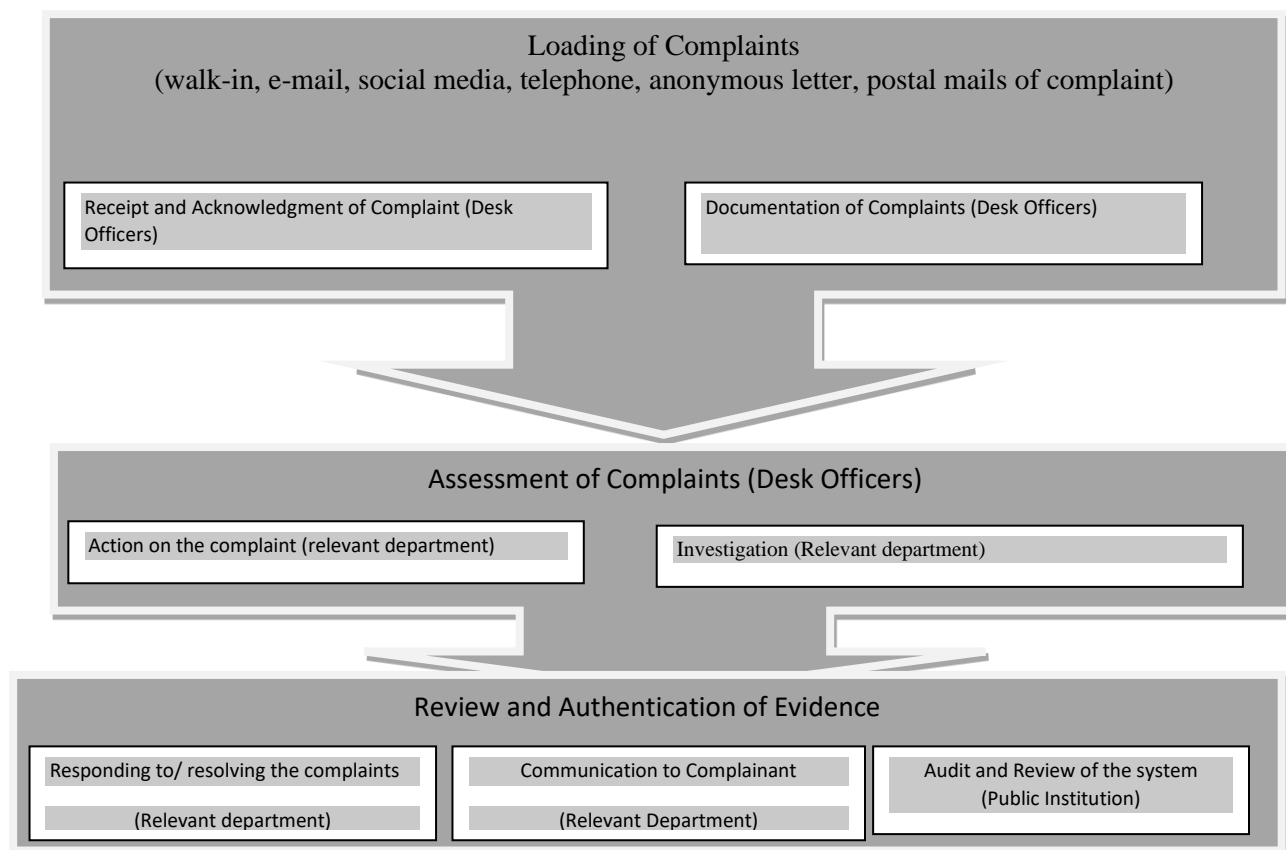 Loading of Complaints
(walk-in, e-mail, social media, telephone, anonymous letter, postal mails of complaint)
Receipt and Acknowledgment of Complaint (Desk
Officers)
Documentation of Complaints (Desk Officers)
Assessment of Complaints (Desk Officers)
Action on the complaint (relevant department)
Investigation (Relevant department)
Review and Authentication of Evidence
Responding to/ resolving the complaints
(Relevant department)
Communication to Complainant
(Relevant Department)
Audit and Review of the system
(Public Institution)